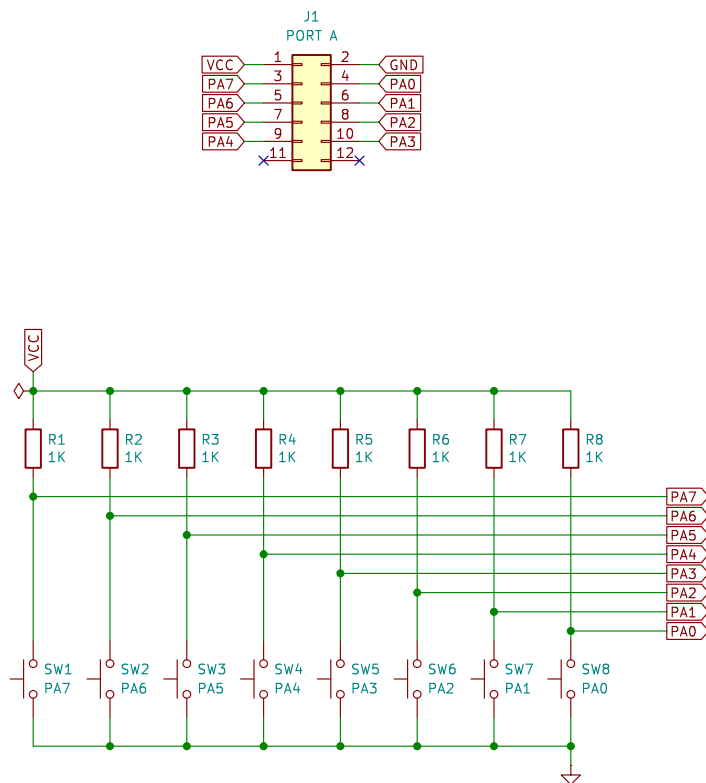 J1
PORT A
VCC 1 2 GND
PA7 3 4 PA0
PA6 5 6 PA1
PA5 7 8 PA2
PA4 9 10 PA3
11 12
VCC
R1 R2 R3 R4 R5 R6 R7 R8
1K 1K 1K 1K 1K 1K 1K 1K
PA7
PA6
PA5
PA4
PA3
PA2
PA1
PA0
SW1 SW2 SW3 SW4 SW5 SW6 SW7 SW8
PA7 PA6 PA5 PA4 PA3 PA2 PA1 PA0